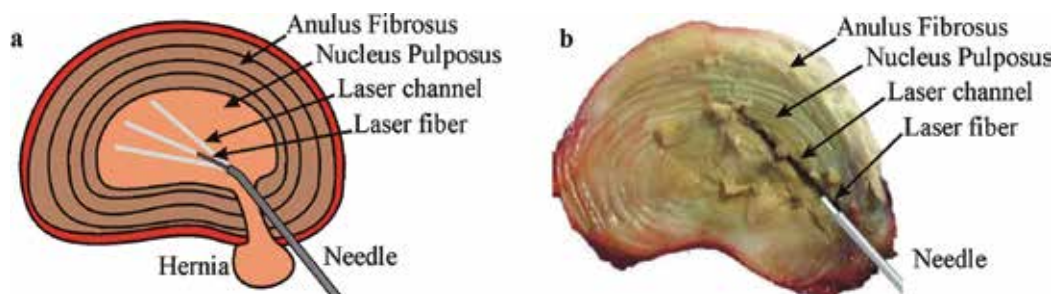 a
Anulus Fibrosus
Nucleus Pulposus
Laser channel
Laser fiber
Hernia
Needle
b
Anulus Fibrosus
Nucleus Pulposus
Laser channel
Laser fiber
Needle